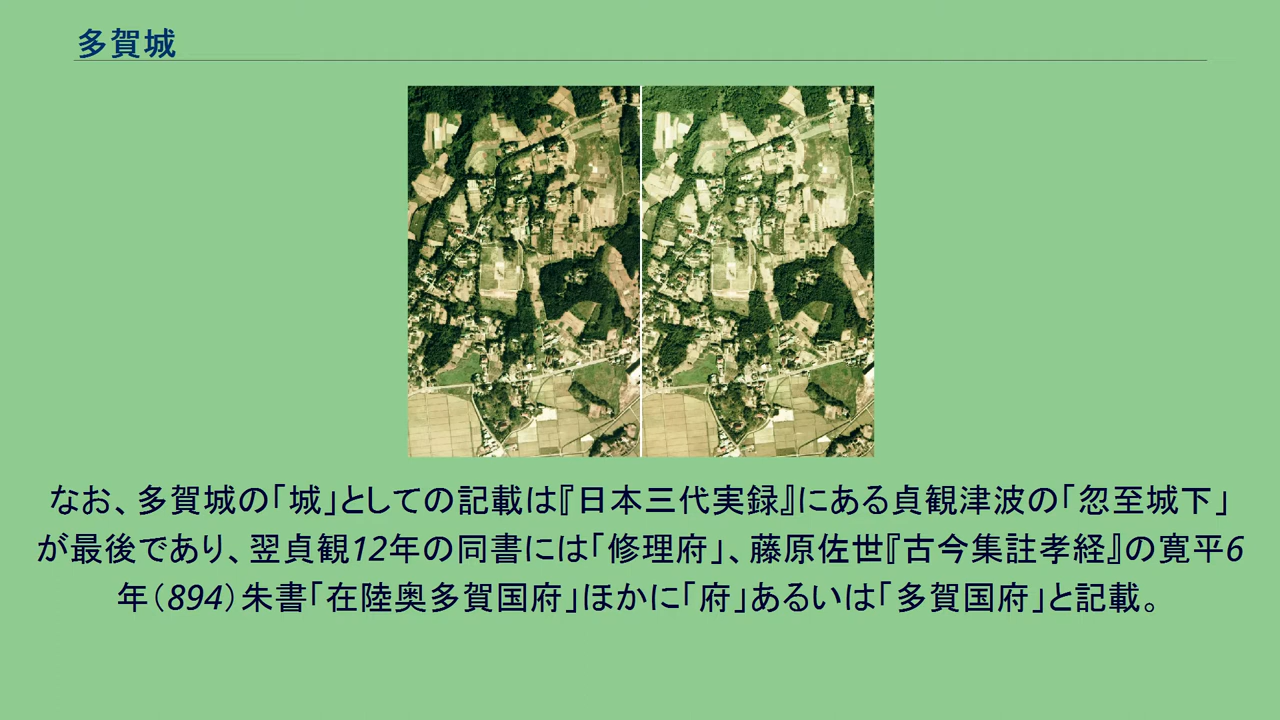 多賀城
なお、多賀城の｢城｣としての記載は『日本三代実録』にある貞観津波の｢忽至城下｣
が最後であり、翌貞観12年の同書には｢修理府｣、藤原佐世『古今集註孝経』の寛平6
年（894）朱書｢在陸奥多賀国府｣ほかに｢府｣あるいは｢多賀国府｣と記載。